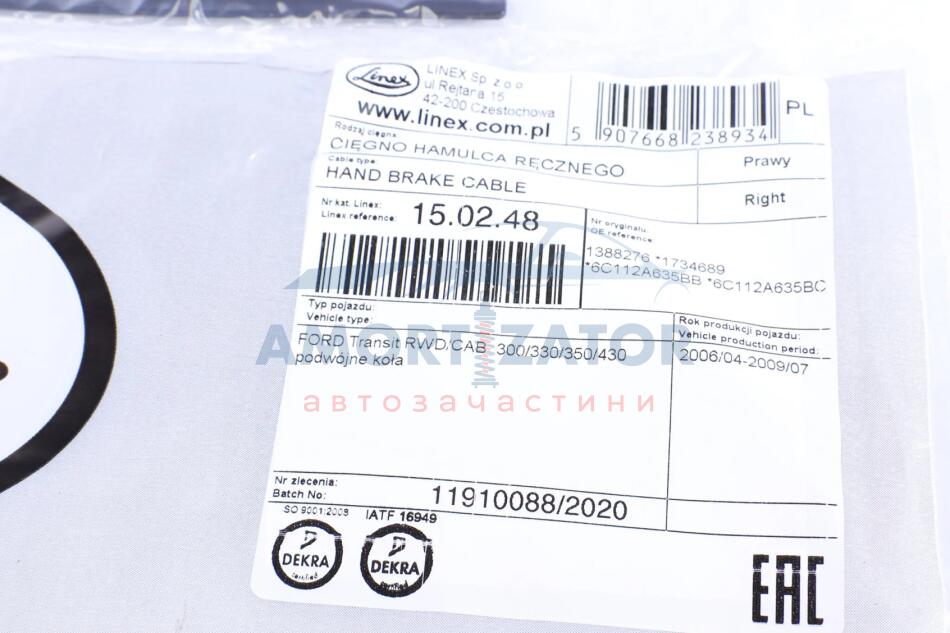 Linex
LINEX Sp. z o o
ul Rejtana 15
42-200 Czestochowa
www.linex.com.pl
5 907668 238934
PL
Rodzaj cięgna:
CIĘGNO HAMULCA RĘCZNEGO
Prawy
Cable type:
HAND BRAKE CABLE
Right
Nr kat. Linex:
Linex reference:
15.02.48
Nr oryginału:
OE reference:
1388276 *1734689
*6C112A635BB *6C112A635BC
Typ pojazdu:
Vehicle type:
Rok produkcji pojazdu:
Vehicle production period:
FORD Transit RWD/CAB 300/330/350/430
podwójne koła
2006/04-2009/07
AMORTIZATOR
автозачастини
Nr zlecenia:
Batch No:
11910088/2020
ISO 9001:2008
IATF 16949
DEKRA
certified
DEKRA
certified
EAC